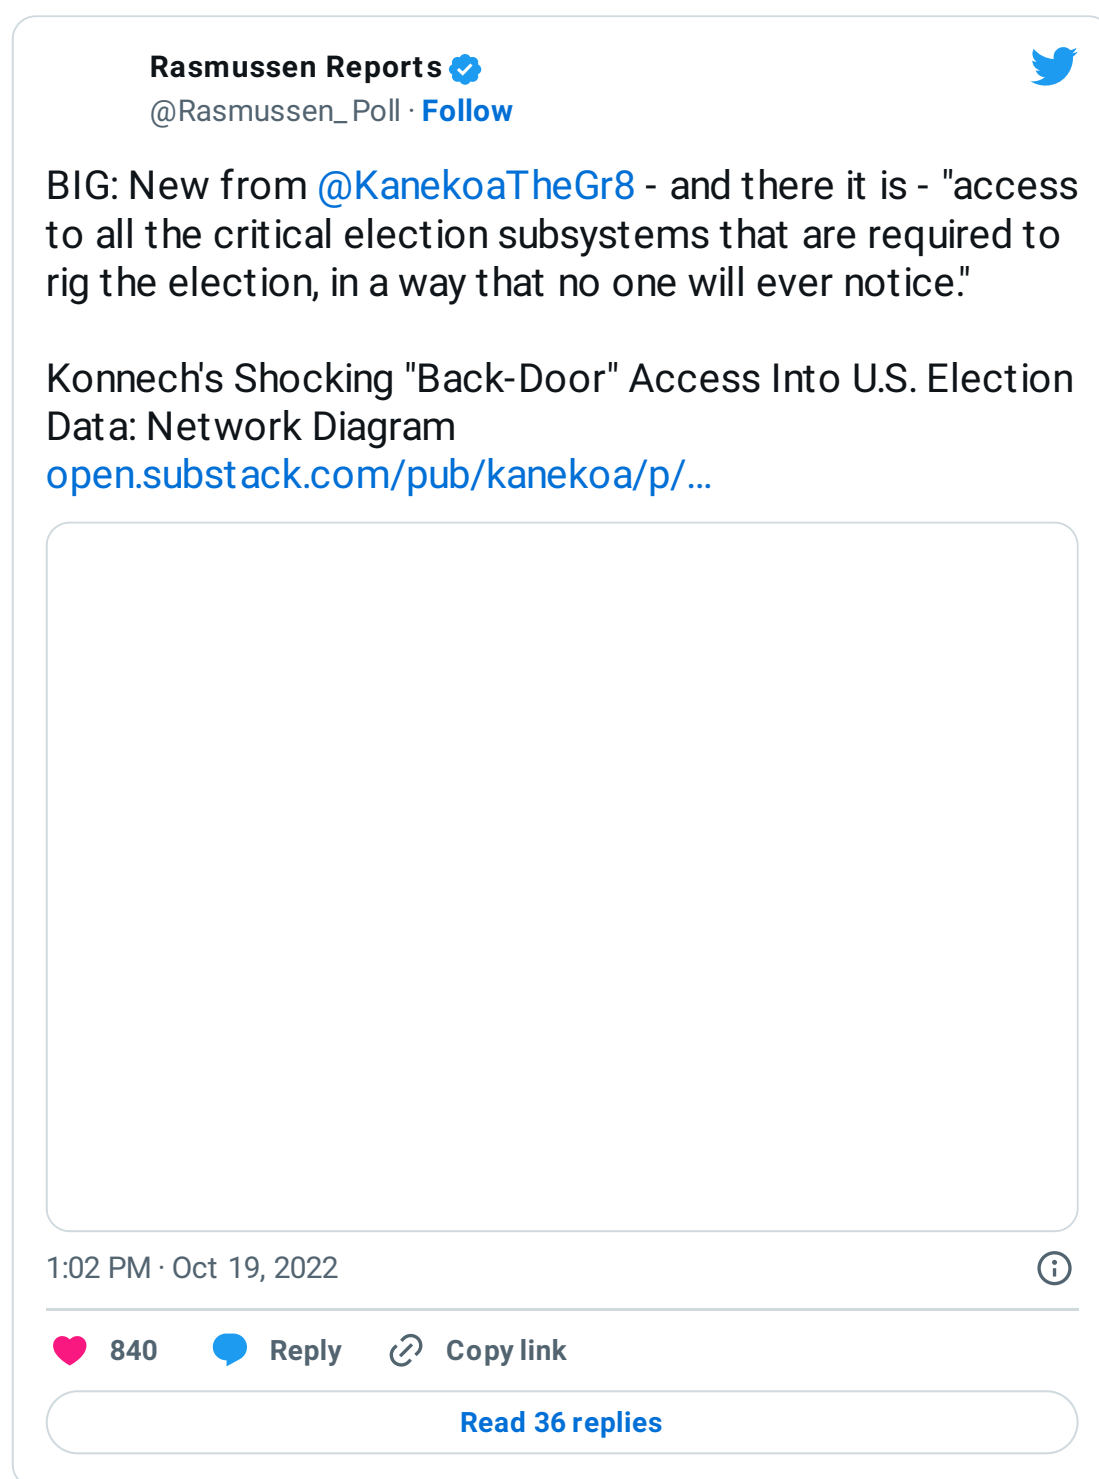 Rasmussen Reports
@Rasmussen_Poll · Follow
BIG: New from @KanekoaTheGr8 - and there it is - "access
to all the critical election subsystems that are required to
rig the election, in a way that no one will ever notice."
Konnech's Shocking "Back-Door" Access Into U.S. Election
Data: Network Diagram
open.substack.com/pub/kanekoa/p/…
1:02 PM · Oct 19, 2022
840 Reply Copy link
Read 36 replies